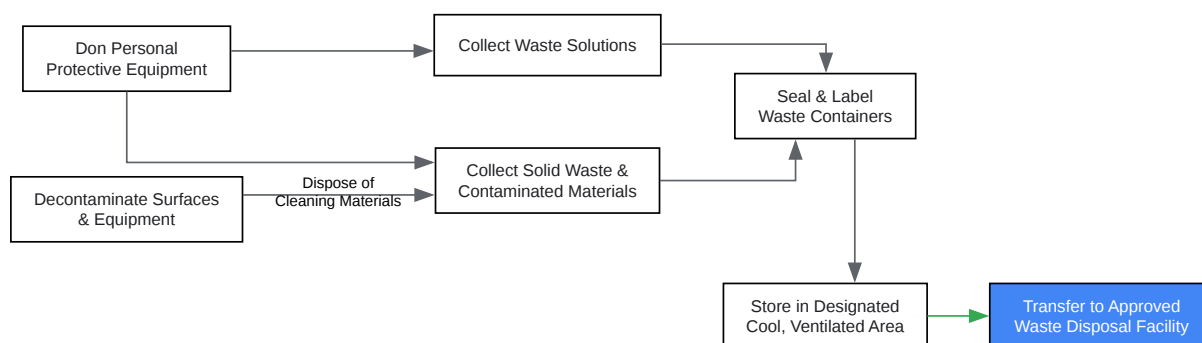 Don Personal
Protective Equipment
Collect Waste Solutions
Seal & Label
Waste Containers
Collect Solid Waste &
Contaminated Materials
Dispose of
Cleaning Materials
Decontaminate Surfaces
& Equipment
Store in Designated
Cool, Ventilated Area
Transfer to Approved
Waste Disposal Facility